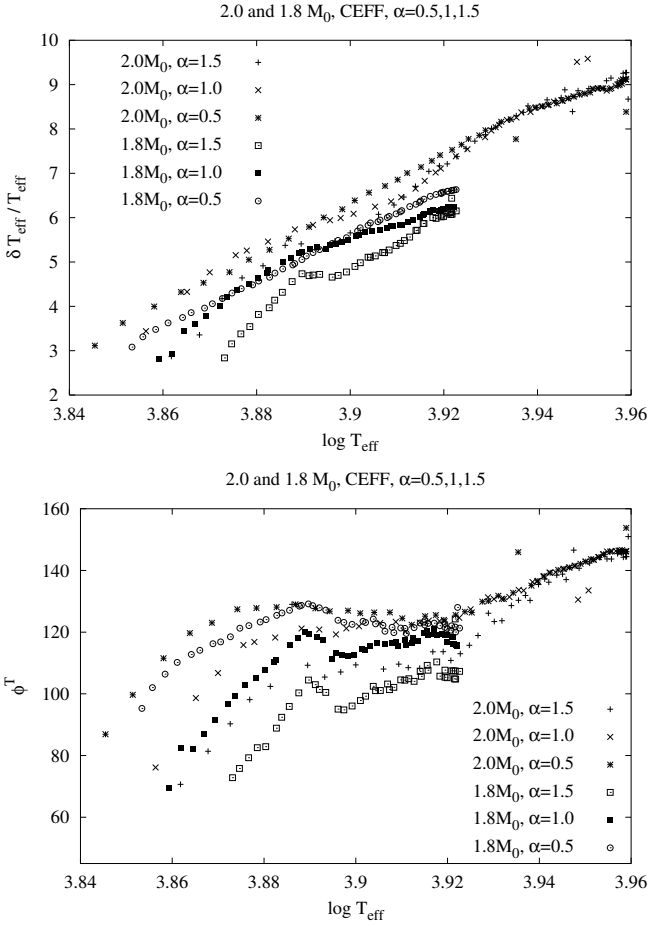 2.0 and 1.8 M₀, CEFF, α=0.5,1,1.5
10
9
8
7
6
5
4
3
2
δ T_eff / T_eff
2.0M₀, α=1.5
2.0M₀, α=1.0
2.0M₀, α=0.5
1.8M₀, α=1.5
1.8M₀, α=1.0
1.8M₀, α=0.5
3.84 3.86 3.88 3.9 3.92 3.94 3.96
log T_eff
2.0 and 1.8 M₀, CEFF, α=0.5,1,1.5
160
140
120
100
80
60
ϕᵀ
2.0M₀, α=1.5
2.0M₀, α=1.0
2.0M₀, α=0.5
1.8M₀, α=1.5
1.8M₀, α=1.0
1.8M₀, α=0.5
3.84 3.86 3.88 3.9 3.92 3.94 3.96
log T_eff